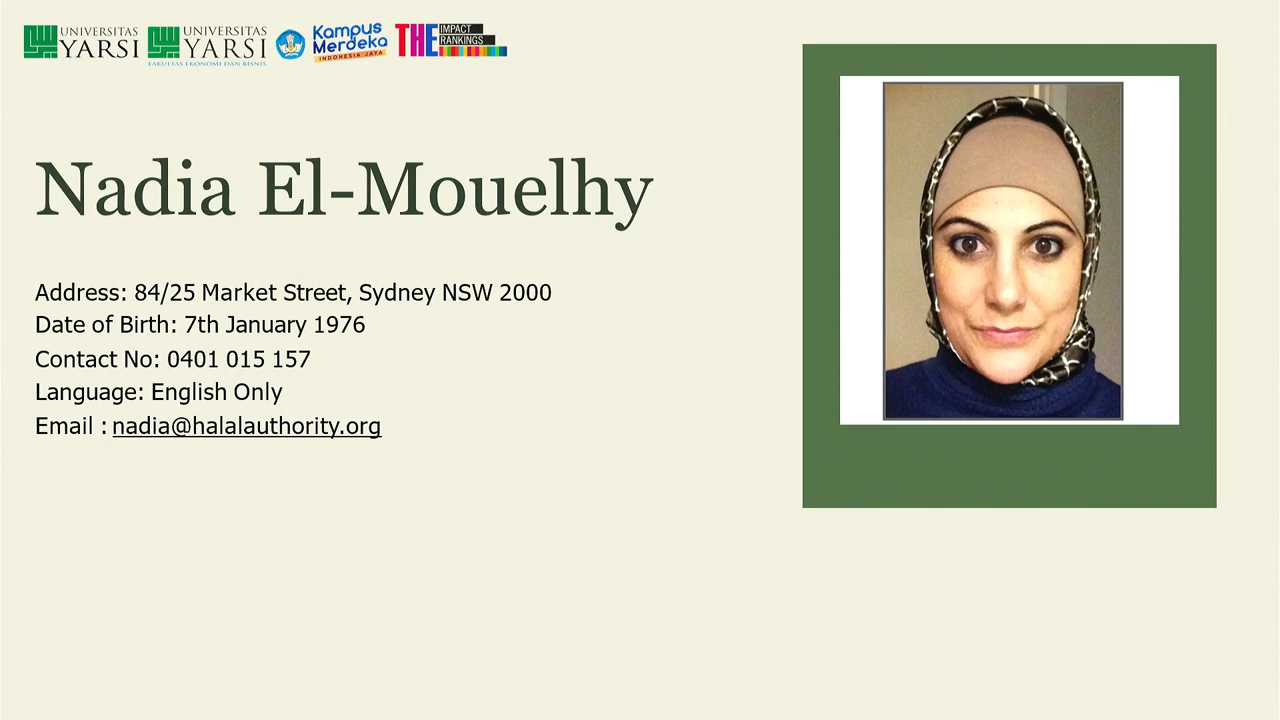 UNIVERSITAS
YARSI
UNIVERSITAS
YARSI
FAKULTAS EKONOMI DAN BISNIS
Kampus
Merdeka
INDONESIA JAYA
THE IMPACT
RANKINGS
Nadia El-Mouelhy
Address: 84/25 Market Street, Sydney NSW 2000
Date of Birth: 7th January 1976
Contact No: 0401 015 157
Language: English Only
Email : nadia@halalauthority.org